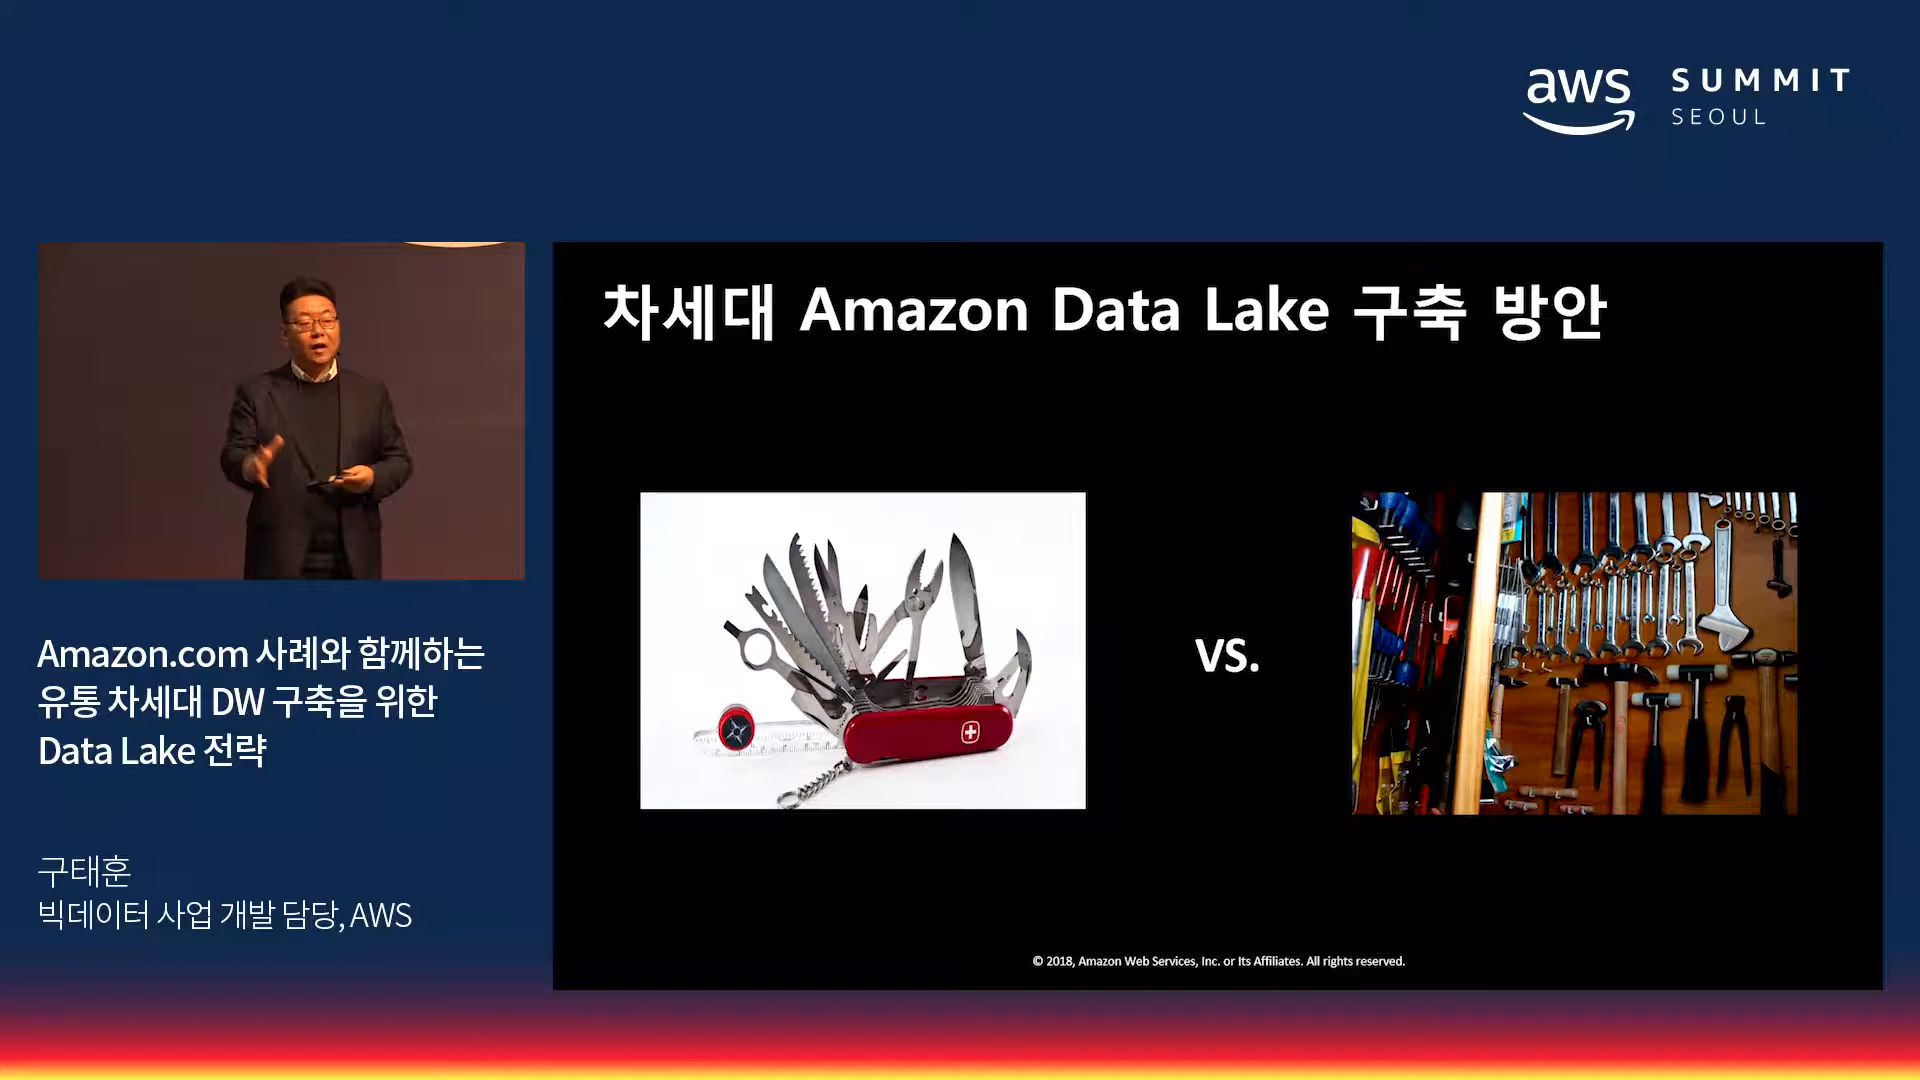 aws SUMMIT
SEOUL
차세대 Amazon Data Lake 구축 방안
VS.
Amazon.com 사례와 함께하는
유통 차세대 DW 구축을 위한
Data Lake 전략
구태훈
빅데이터 사업 개발 담당, AWS
© 2018, Amazon Web Services, Inc. or Its Affiliates. All rights reserved.